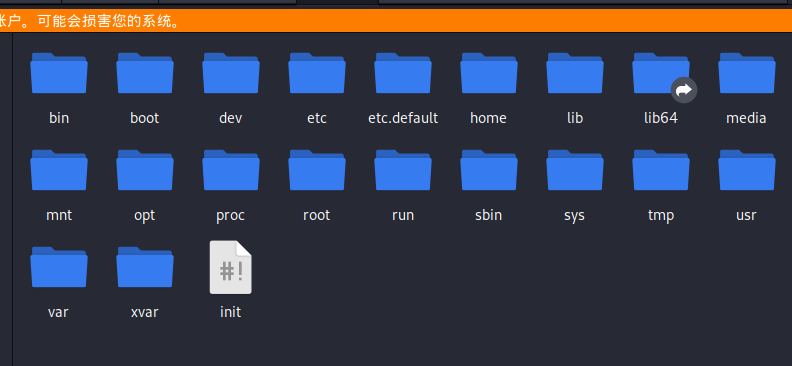 账户。可能会损害您的系统。
bin boot dev etc etc.default home lib lib64 media
mnt opt proc root run sbin sys tmp usr
#!
var xvar init